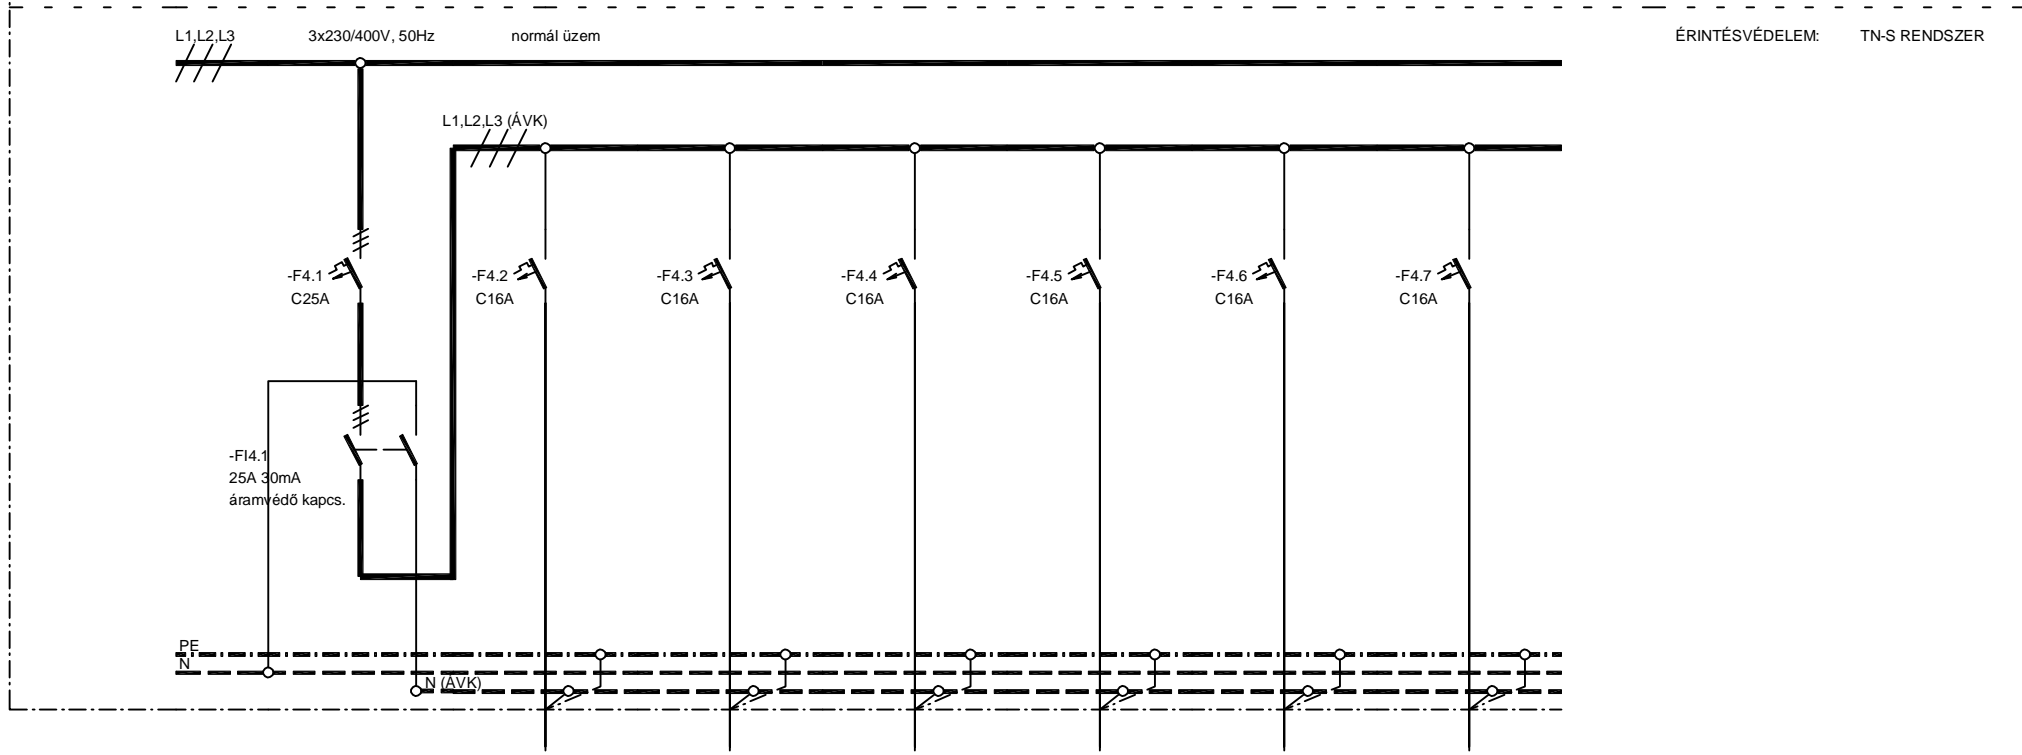 L1,L2,L3 3x230/400V, 50Hz normál üzem ÉRINTÉSVÉDELEM: TN-S RENDSZER
L1,L2,L3 (ÁVK)
-F4.1 -F4.2 -F4.3 -F4.4 -F4.5 -F4.6 -F4.7
C25A C16A C16A C16A C16A C16A C16A
-FI4.1
25A 30mA
áramvédő kapcs.
PE
N
N (ÁVK)